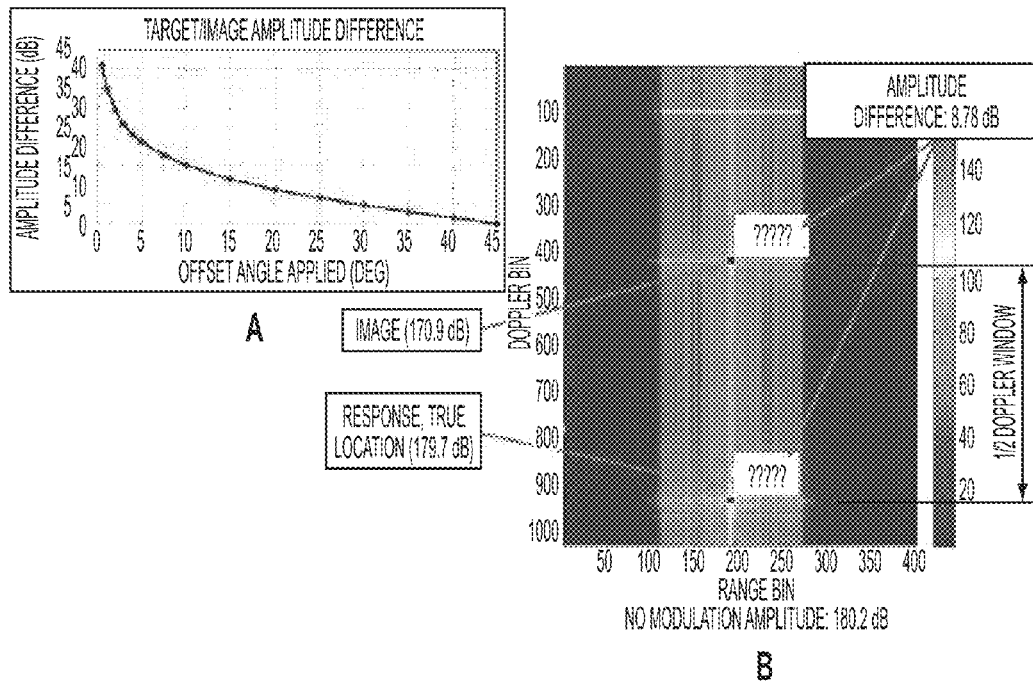 TARGET/IMAGE AMPLITUDE DIFFERENCE
AMPLITUDE DIFFERENCE (dB)
45
40
35
30
25
20
15
10
5
0
0 5 10 15 20 25 30 35 40 45
OFFSET ANGLE APPLIED (DEG)
A
IMAGE (170.9 dB)
RESPONSE, TRUE
LOCATION (179.7 dB)
DOPPLER BIN
100
200
300
400
500
600
700
800
900
1000
?????
?????
50 100 150 200 250 300 350 400
RANGE BIN
NO MODULATION AMPLITUDE: 180.2 dB
AMPLITUDE
DIFFERENCE: 8.78 dB
140
120
100
80
60
40
20
1/2 DOPPLER WINDOW
B